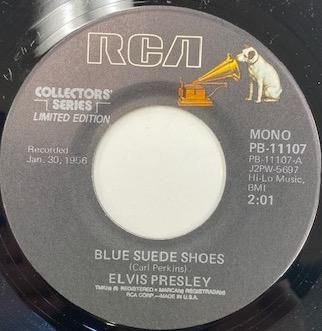 RCA
COLLECTORS'
SERIES
LIMITED EDITION
Recorded
Jan. 30, 1956
MONO
PB-11107
PB-11107-A
J2PW-5697
Hi-Lo Music,
BMI
2:01
BLUE SUEDE SHOES
(Carl Perkins)
ELVIS PRESLEY
TMK(s) ® REGISTERED • MARCA(s) REGISTRADA(s)
RCA CORP.—MADE IN U.S.A.